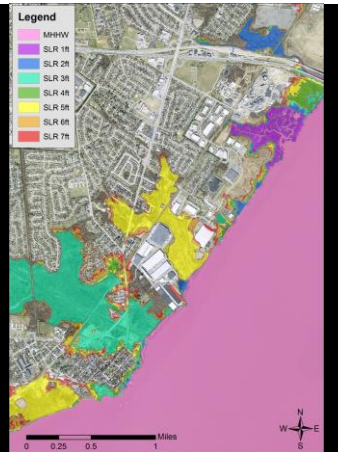 Legend
MHHW
SLR 1ft
SLR 2ft
SLR 3ft
SLR 4ft
SLR 5ft
SLR 6ft
SLR 7ft
Miles
0 0.25 0.5 1
N
W E
S